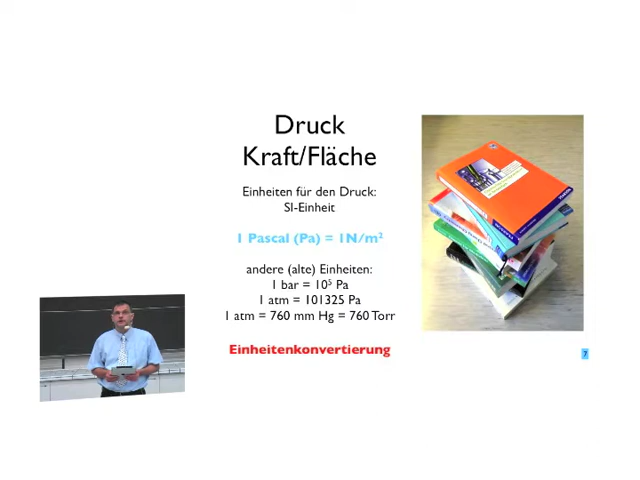 Druck
Kraft/Fläche
Einheiten für den Druck:
SI-Einheit
1 Pascal (Pa) = 1N/m²
andere (alte) Einheiten:
1 bar = 10⁵ Pa
1 atm = 101325 Pa
1 atm = 760 mm Hg = 760 Torr
Einheitenkonvertierung
7